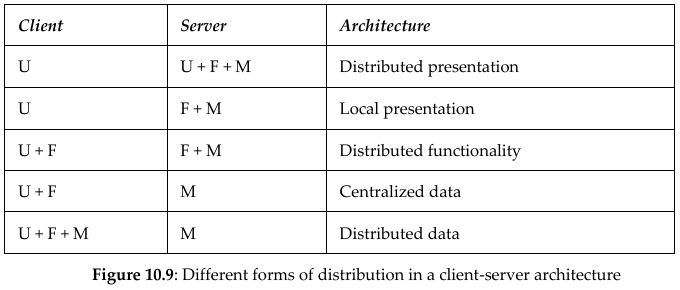 Client Server Architecture
U U + F + M Distributed presentation
U F + M Local presentation
U + F F + M Distributed functionality
U + F M Centralized data
U + F + M M Distributed data
Figure 10.9: Different forms of distribution in a client-server architecture